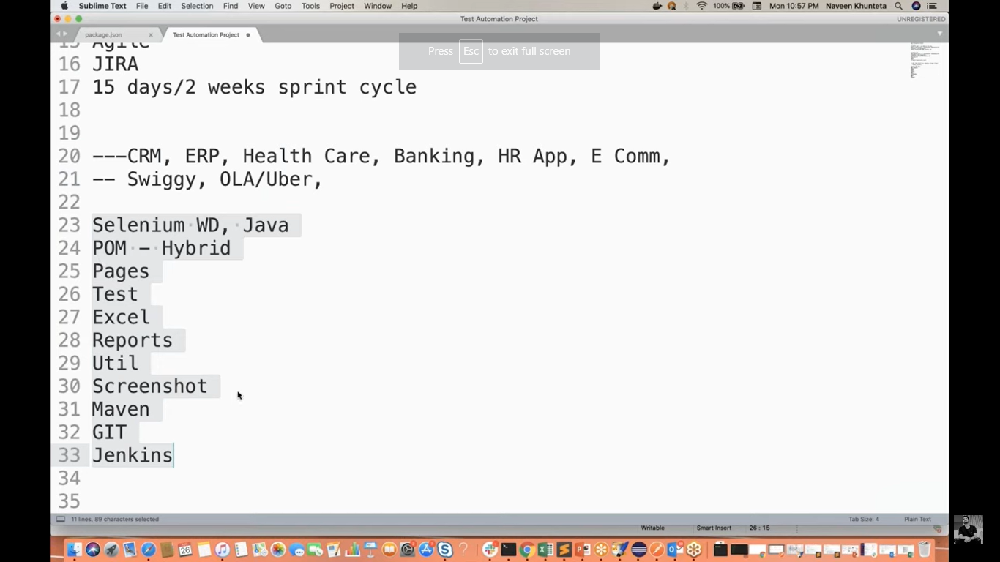 Sublime Text File Edit Selection Find View Goto Tools Project Window Help 100% Mon 10:57 PM Naveen Khunteta
Test Automation Project UNREGISTERED
package.json Test Automation Project
Press Esc to exit full screen
15 Agile
16 JIRA
17 15 days/2 weeks sprint cycle
18
19
20 ---CRM, ERP, Health Care, Banking, HR App, E Comm,
21 -- Swiggy, OLA/Uber,
22
23 Selenium WD, Java
24 POM - Hybrid
25 Pages
26 Test
27 Excel
28 Reports
29 Util
30 Screenshot
31 Maven
32 GIT
33 Jenkins
34
35
11 lines, 89 characters selected Tab Size: 4 Plain Text
Writable Smart Insert 26 : 15
26